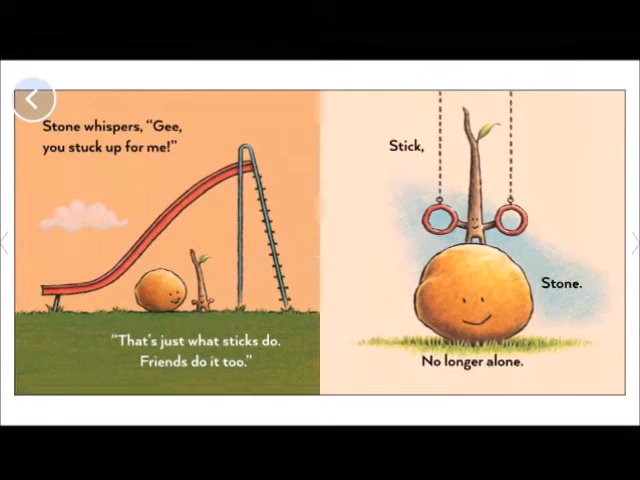 Stone whispers, “Gee,
you stuck up for me!”
“That’s just what sticks do.
Friends do it too.”
Stick,
Stone.
No longer alone.